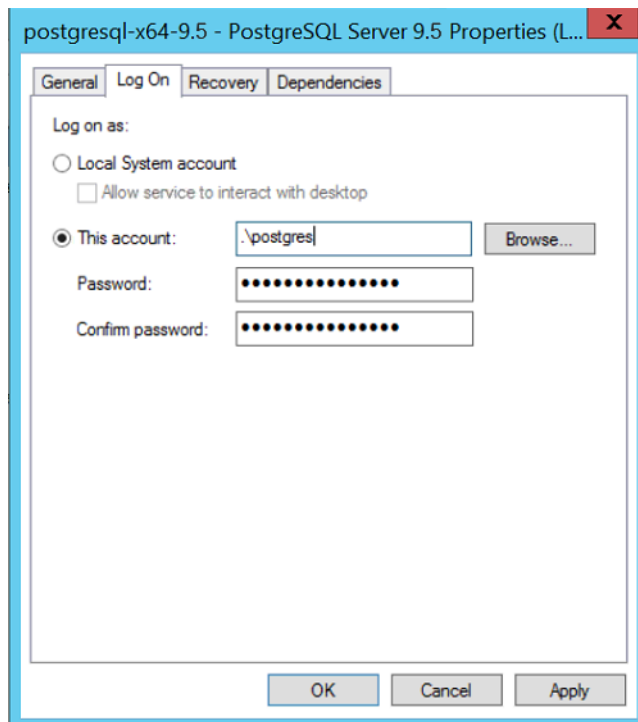 postgresql-x64-9.5 - PostgreSQL Server 9.5 Properties (L... X
General Log On Recovery Dependencies
Log on as:
Local System account
Allow service to interact with desktop
This account: .\postgres Browse...
Password: •••••••••••••••
Confirm password: •••••••••••••••
OK Cancel Apply